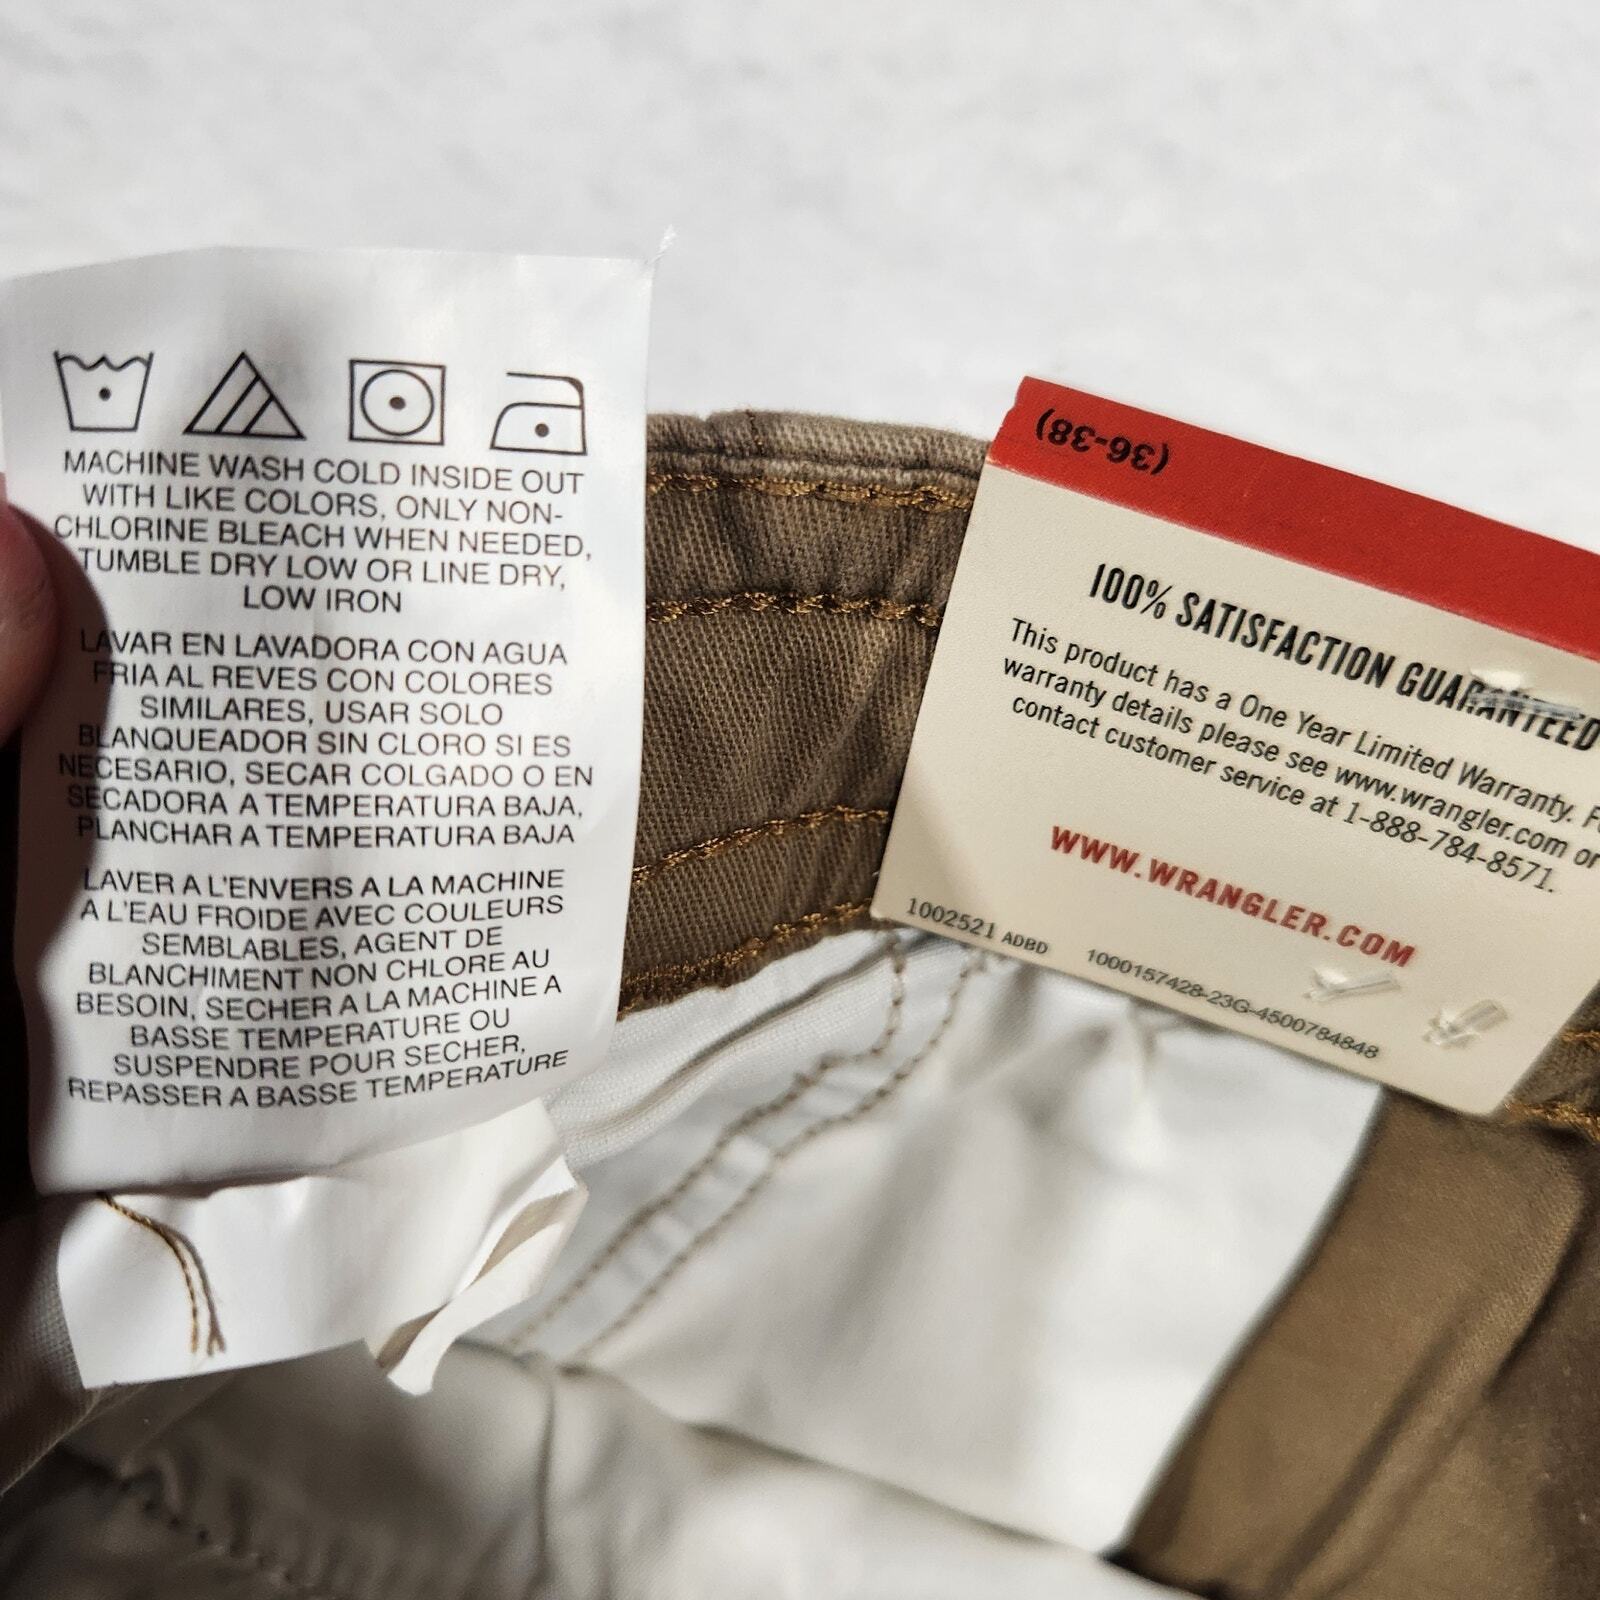 MACHINE WASH COLD INSIDE OUT
WITH LIKE COLORS, ONLY NON-
CHLORINE BLEACH WHEN NEEDED,
TUMBLE DRY LOW OR LINE DRY,
LOW IRON
LAVAR EN LAVADORA CON AGUA
FRIA AL REVES CON COLORES
SIMILARES, USAR SOLO
BLANQUEADOR SIN CLORO SI ES
NECESARIO, SECAR COLGADO O EN
SECADORA A TEMPERATURA BAJA,
PLANCHAR A TEMPERATURA BAJA
LAVER A L'ENVERS A LA MACHINE
A L'EAU FROIDE AVEC COULEURS
SEMBLABLES, AGENT DE
BLANCHIMENT NON CHLORE AU
BESOIN, SECHER A LA MACHINE A
BASSE TEMPERATURE OU
SUSPENDRE POUR SECHER,
REPASSER A BASSE TEMPERATURE
(36-38)
100% SATISFACTION GUARANTEED
This product has a One Year Limited Warranty.
warranty details please see www.wrangler.com or
contact customer service at 1-888-784-8571.
WWW.WRANGLER.COM
1002521 ADBD 1000157428-23G-4500784848